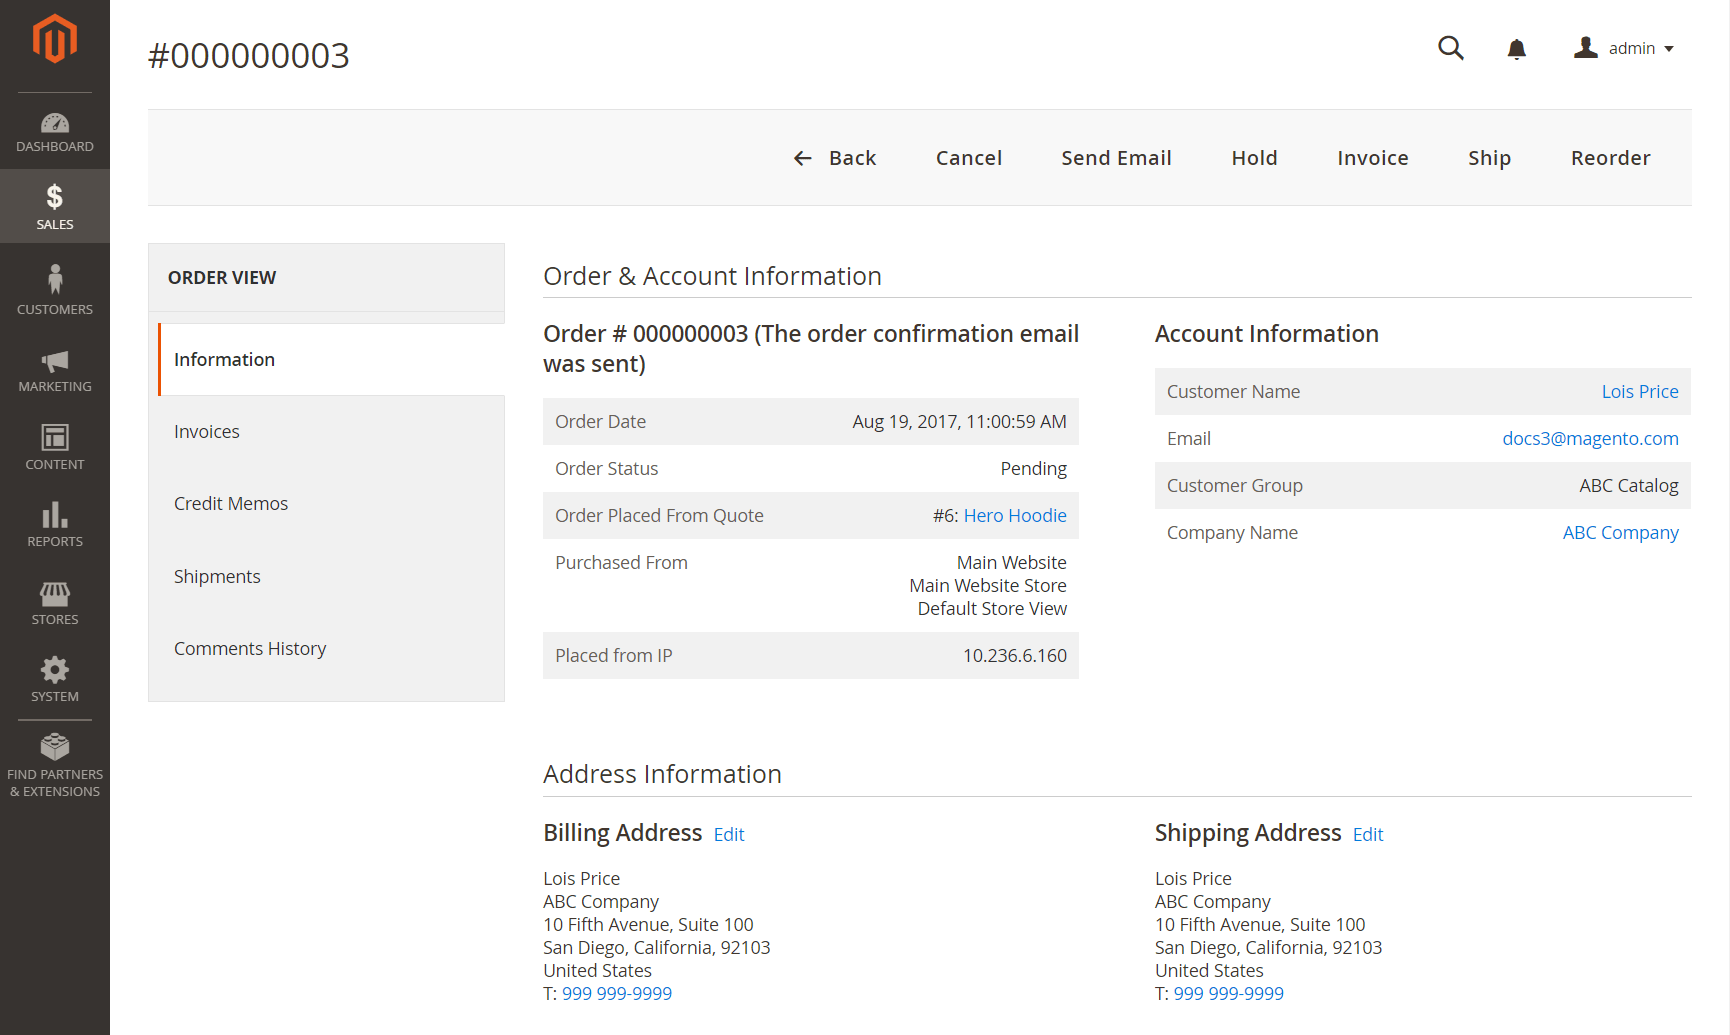 #000000003
admin
DASHBOARD
SALES
CUSTOMERS
MARKETING
CONTENT
REPORTS
STORES
SYSTEM
FIND PARTNERS
& EXTENSIONS
Back
Cancel
Send Email
Hold
Invoice
Ship
Reorder
ORDER VIEW
Information
Invoices
Credit Memos
Shipments
Comments History
Order & Account Information
Order # 000000003 (The order confirmation email
was sent)
Order Date Aug 19, 2017, 11:00:59 AM
Order Status Pending
Order Placed From Quote #6: Hero Hoodie
Purchased From Main Website
Main Website Store
Default Store View
Placed from IP 10.236.6.160
Account Information
Customer Name Lois Price
Email docs3@magento.com
Customer Group ABC Catalog
Company Name ABC Company
Address Information
Billing Address Edit
Lois Price
ABC Company
10 Fifth Avenue, Suite 100
San Diego, California, 92103
United States
T: 999 999-9999
Shipping Address Edit
Lois Price
ABC Company
10 Fifth Avenue, Suite 100
San Diego, California, 92103
United States
T: 999 999-9999